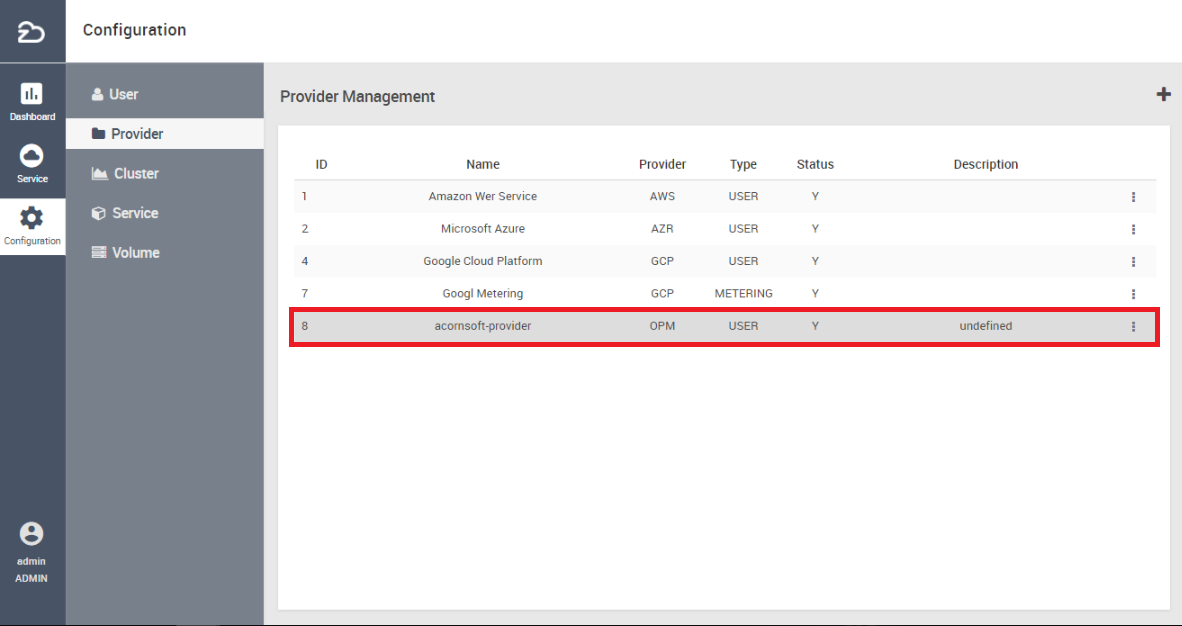 Configuration
Dashboard
Service
Configuration
admin
ADMIN
User
Provider
Cluster
Service
Volume
Provider Management
ID Name Provider Type Status Description
1 Amazon Wer Service AWS USER Y
2 Microsoft Azure AZR USER Y
4 Google Cloud Platform GCP USER Y
7 Googl Metering GCP METERING Y
8 acornsoft-provider OPM USER Y undefined